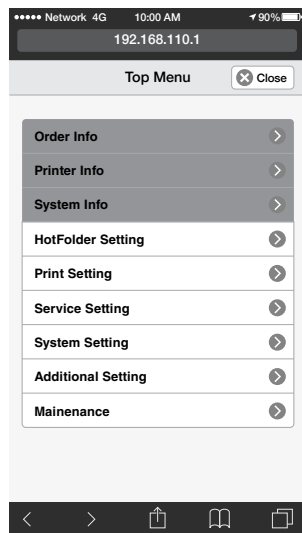 Network 4G 10:00 AM 90%
192.168.110.1
Top Menu Close
Order Info
Printer Info
System Info
HotFolder Setting
Print Setting
Service Setting
System Setting
Additional Setting
Mainenance